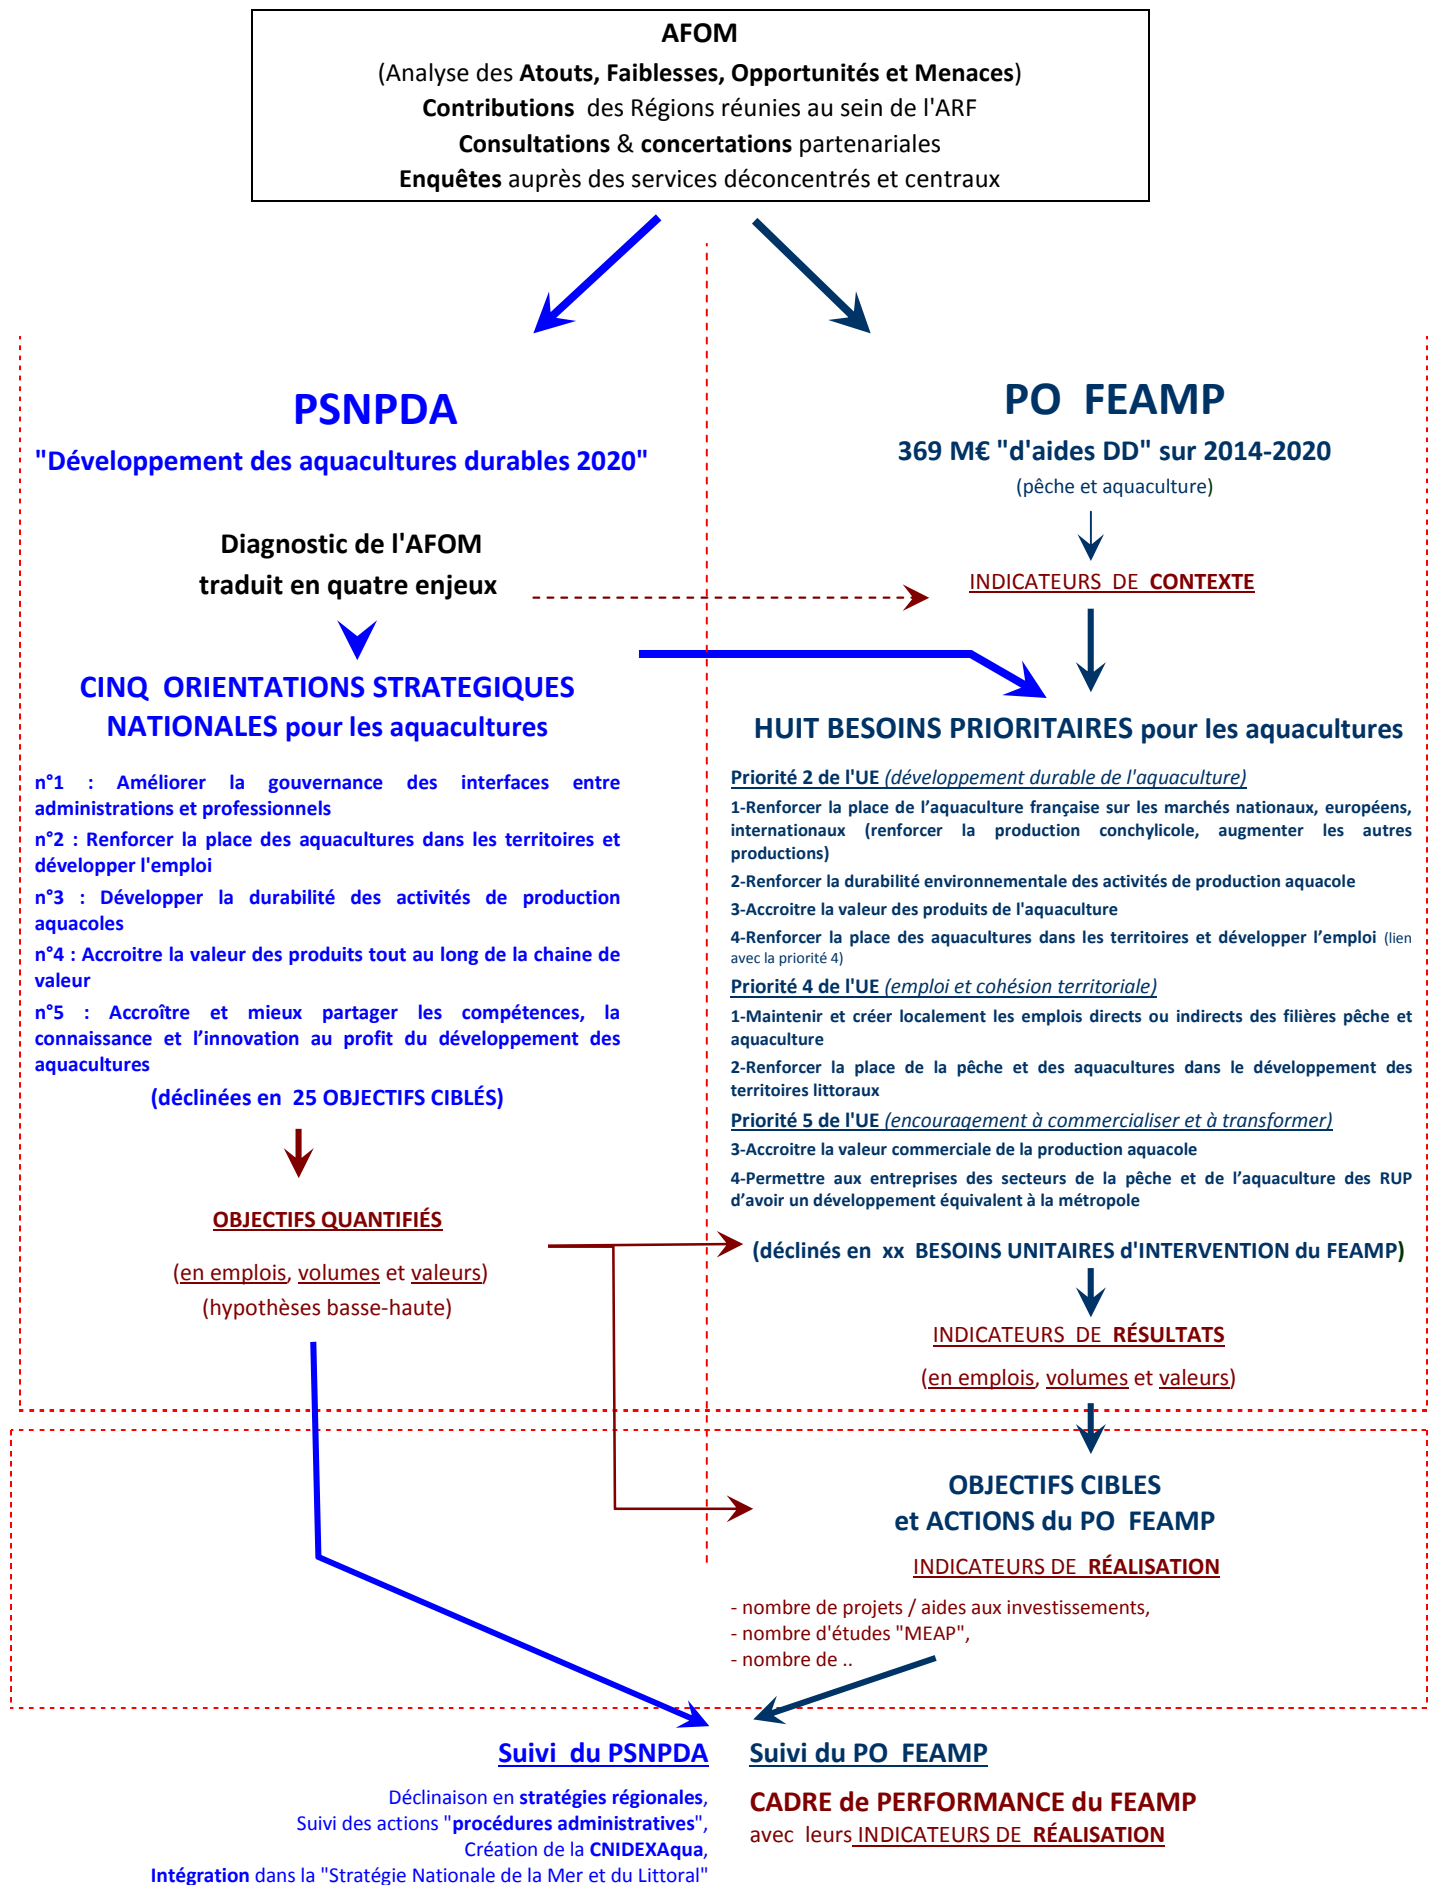 AFOM
(Analyse des Atouts, Faiblesses, Opportunités et Menaces)
Contributions des Régions réunies au sein de l'ARF
Consultations & concertations partenariales
Enquêtes auprès des services déconcentrés et centraux
PSNPDA
"Développement des aquacultures durables 2020"
Diagnostic de l'AFOM
traduit en quatre enjeux
CINQ ORIENTATIONS STRATEGIQUES
NATIONALES pour les aquacultures
n°1 : Améliorer la gouvernance des interfaces entre
administrations et professionnels
n°2 : Renforcer la place des aquacultures dans les territoires et
développer l'emploi
n°3 : Développer la durabilité des activités de production
aquacoles
n°4 : Accroitre la valeur des produits tout au long de la chaine de
valeur
n°5 : Accroître et mieux partager les compétences, la
connaissance et l’innovation au profit du développement des
aquacultures
(déclinées en 25 OBJECTIFS CIBLÉS)
OBJECTIFS QUANTIFIÉS
(en emplois, volumes et valeurs)
(hypothèses basse-haute)
PO FEAMP
369 M€ "d'aides DD" sur 2014-2020
(pêche et aquaculture)
INDICATEURS DE CONTEXTE
HUIT BESOINS PRIORITAIRES pour les aquacultures
Priorité 2 de l'UE (développement durable de l'aquaculture)
1-Renforcer la place de l’aquaculture française sur les marchés nationaux, européens,
internationaux (renforcer la production conchylicole, augmenter les autres
productions)
2-Renforcer la durabilité environnementale des activités de production aquacole
3-Accroitre la valeur des produits de l'aquaculture
4-Renforcer la place des aquacultures dans les territoires et développer l’emploi (lien
avec la priorité 4)
Priorité 4 de l'UE (emploi et cohésion territoriale)
1-Maintenir et créer localement les emplois directs ou indirects des filières pêche et
aquaculture
2-Renforcer la place de la pêche et des aquacultures dans le développement des
territoires littoraux
Priorité 5 de l'UE (encouragement à commercialiser et à transformer)
3-Accroitre la valeur commerciale de la production aquacole
4-Permettre aux entreprises des secteurs de la pêche et de l’aquaculture des RUP
d’avoir un développement équivalent à la métropole
(déclinés en xx BESOINS UNITAIRES d'INTERVENTION du FEAMP)
INDICATEURS DE RÉSULTATS
(en emplois, volumes et valeurs)
OBJECTIFS CIBLES
et ACTIONS du PO FEAMP
INDICATEURS DE RÉALISATION
- nombre de projets / aides aux investissements,
- nombre d'études "MEAP",
- nombre de ..
Suivi du PSNPDA
Déclinaison en stratégies régionales,
Suivi des actions "procédures administratives",
Création de la CNIDEXAqua,
Intégration dans la "Stratégie Nationale de la Mer et du Littoral"
Suivi du PO FEAMP
CADRE de PERFORMANCE du FEAMP
avec leurs INDICATEURS DE RÉALISATION